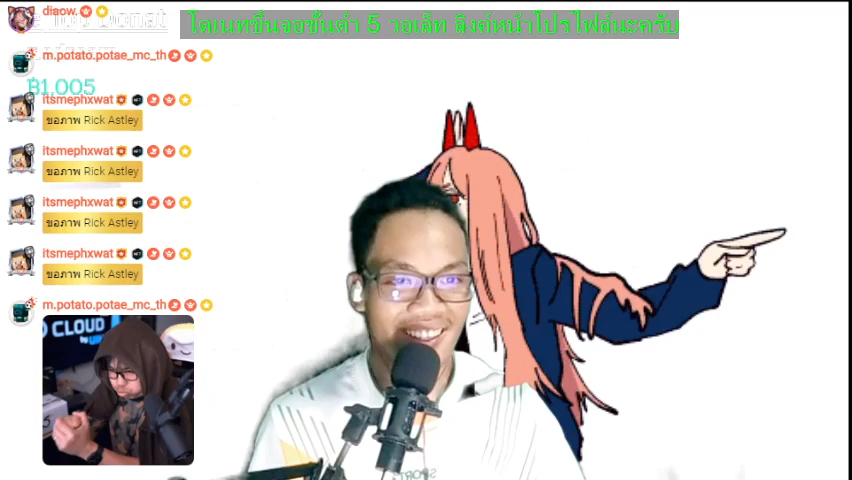 Top Donat
diaow.
โดเนทขึ้นจอขั้นต่ำ 5 วอเล็ท ลิงค์หน้าโปรไฟล์นะครับ
m.potato.potae_mc_th
฿1,005
itsmephxwat
ขอภาพ Rick Astley
itsmephxwat
ขอภาพ Rick Astley
itsmephxwat
ขอภาพ Rick Astley
itsmephxwat
ขอภาพ Rick Astley
m.potato.potae_mc_th
CLOUD
by
SPORT